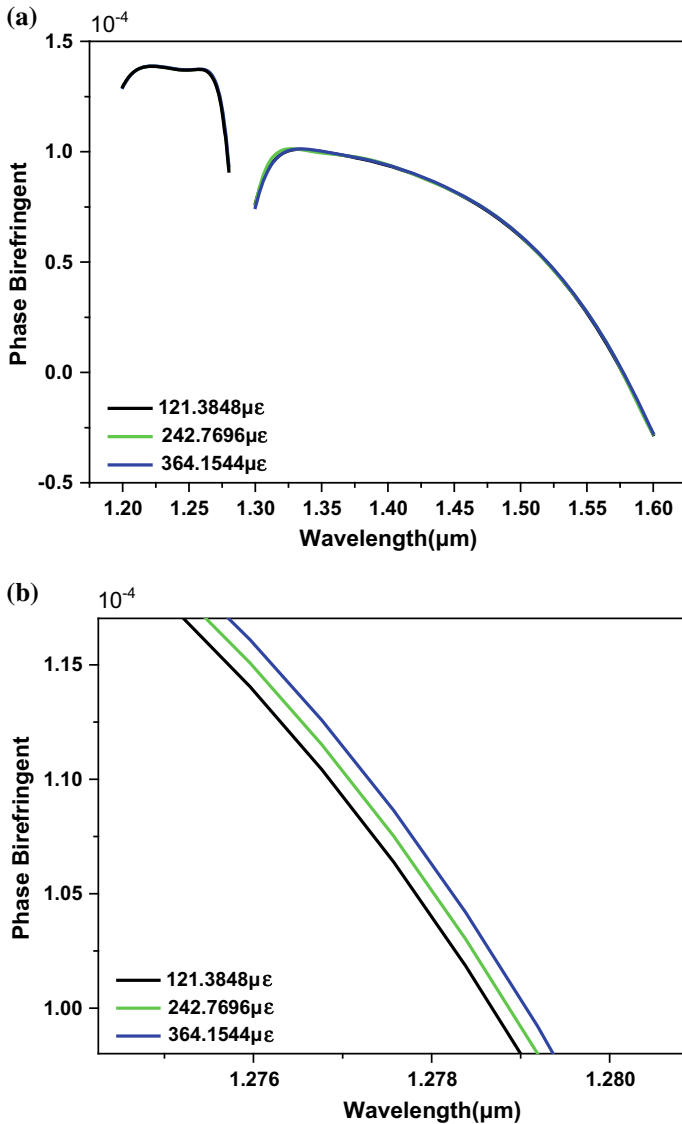 (a)
10-4
1.5
1.0
0.5
0.0
-0.5
Phase Birefringent
121.3848με
242.7696με
364.1544με
1.20 1.25 1.30 1.35 1.40 1.45 1.50 1.55 1.60
Wavelength(μm)
(b)
10-4
1.15
1.10
1.05
1.00
Phase Birefringent
121.3848με
242.7696με
364.1544με
1.276 1.278 1.280
Wavelength(μm)